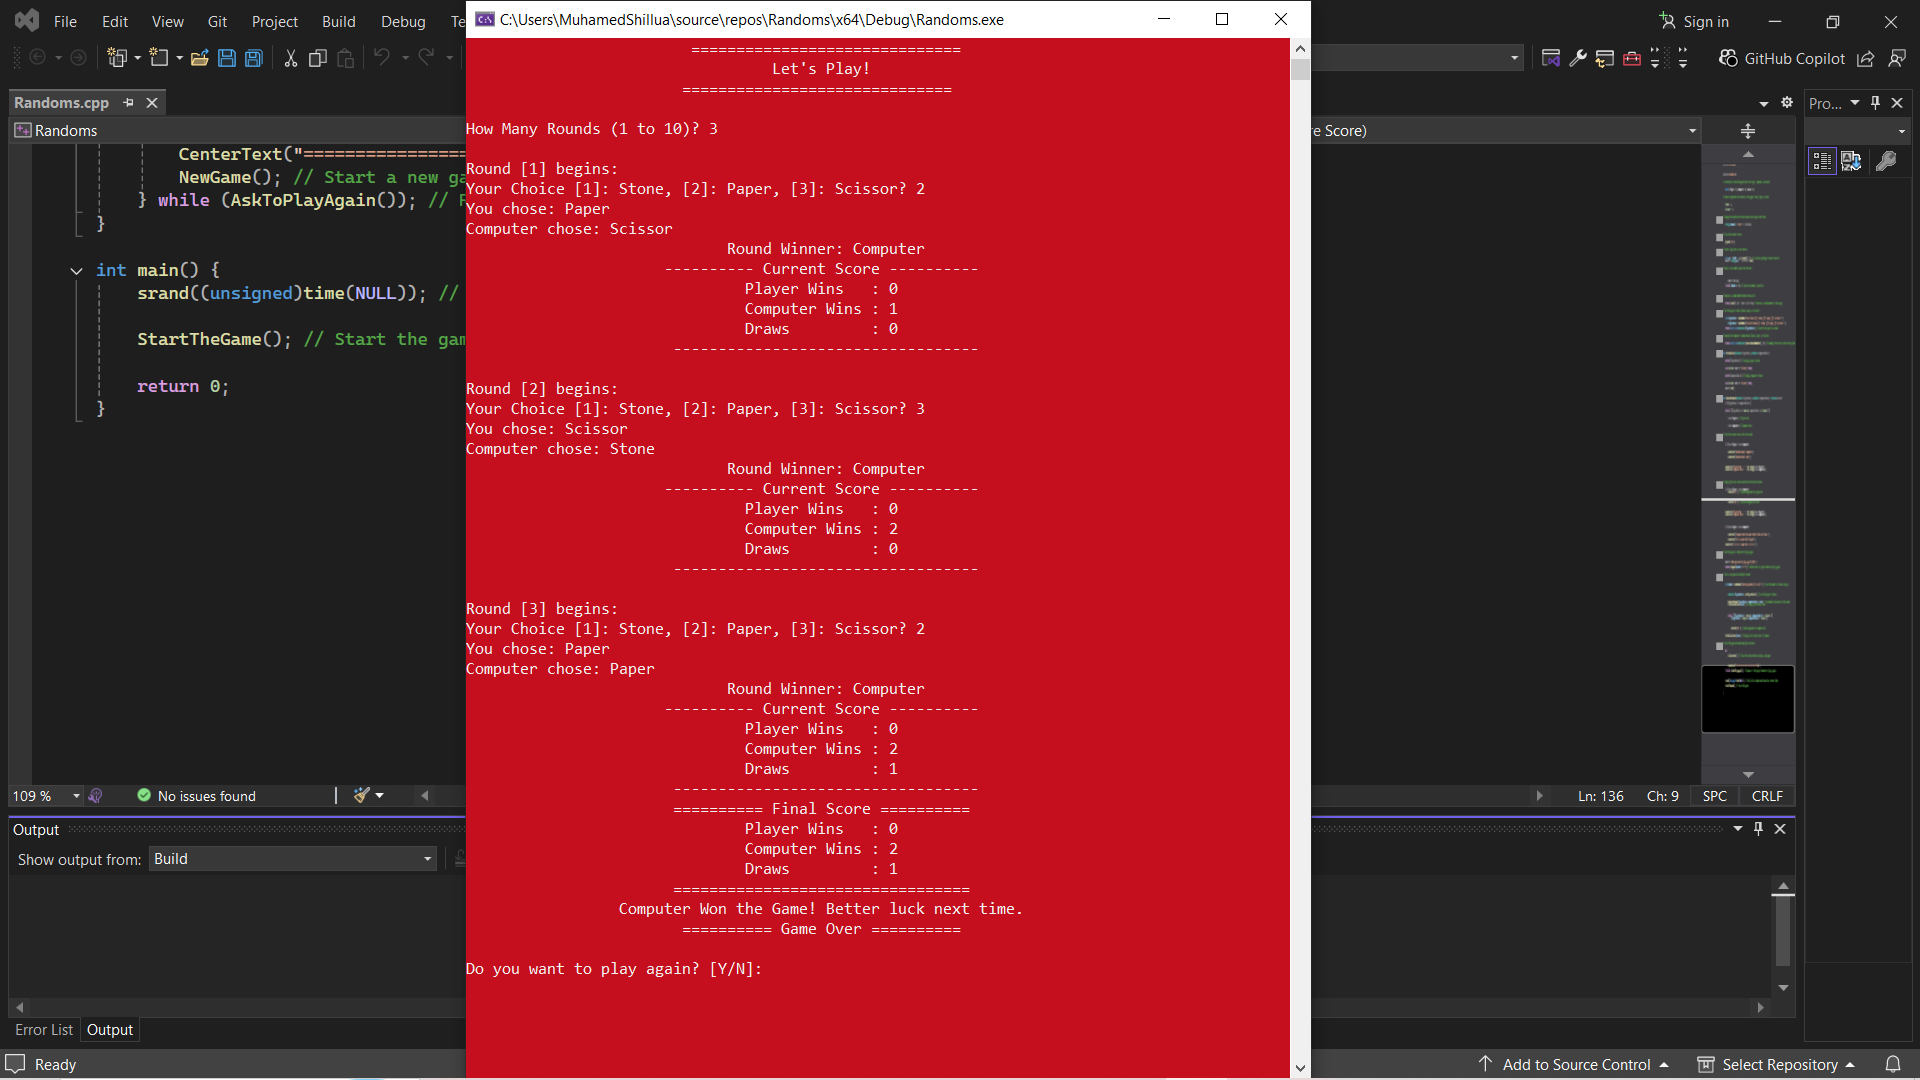 File Edit View Git Project Build Debug
C:\Users\MuhamedShillua\source\repos\Randoms\x64\Debug\Randoms.exe
Sign in
GitHub Copilot
Randoms.cpp
Pro...
Randoms
Score)
CenterText("==================
NewGame(); // Start a new
} while (AskToPlayAgain()); //
}
int main() {
srand((unsigned)time(NULL)); //
StartTheGame(); // Start the
return 0;
}
==============================
Let's Play!
==============================
How Many Rounds (1 to 10)? 3
Round [1] begins:
Your Choice [1]: Stone, [2]: Paper, [3]: Scissor? 2
You chose: Paper
Computer chose: Scissor
Round Winner: Computer
---------- Current Score ----------
Player Wins   : 0
Computer Wins : 1
Draws         : 0
----------------------------------
Round [2] begins:
Your Choice [1]: Stone, [2]: Paper, [3]: Scissor? 3
You chose: Scissor
Computer chose: Stone
Round Winner: Computer
---------- Current Score ----------
Player Wins   : 0
Computer Wins : 2
Draws         : 0
----------------------------------
Round [3] begins:
Your Choice [1]: Stone, [2]: Paper, [3]: Scissor? 2
You chose: Paper
Computer chose: Paper
Round Winner: Computer
---------- Current Score ----------
Player Wins   : 0
Computer Wins : 2
Draws         : 1
----------------------------------
========== Final Score ==========
Player Wins   : 0
Computer Wins : 2
Draws         : 1
=================================
Computer Won the Game! Better luck next time.
========== Game Over ==========
Do you want to play again? [Y/N]:
109 % No issues found Ln: 136 Ch: 9 SPC CRLF
Output
Show output from: Build
Error List Output
Ready Add to Source Control Select Repository